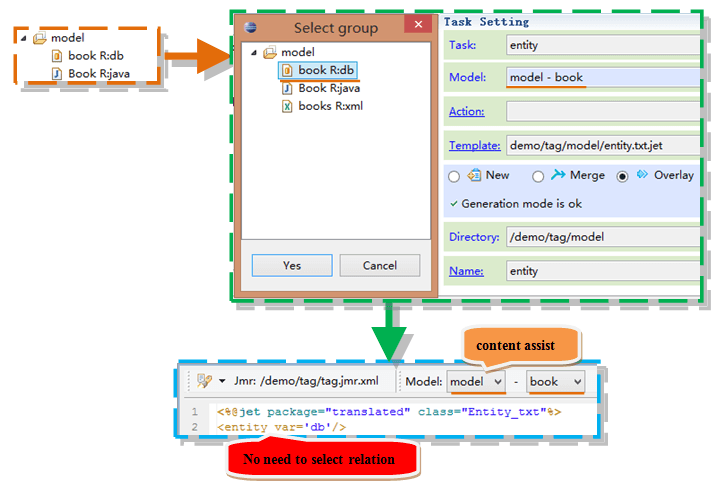 model
book R:db
Book R:java
Select group
model
book R:db
Book R:java
books R:xml
Yes
Cancel
Task Setting
Task:
entity
Model:
model - book
Action:
Template:
demo/tag/model/entity.txt.jet
New
Merge
Overlay
Generation mode is ok
Directory:
/demo/tag/model
Name:
entity
content assist
Jmr: /demo/tag/tag.jmr.xml
Model:
model
-
book
1 <%@jet package="translated" class="Entity_txt"%>
2 <entity var='db'/>
No need to select relation